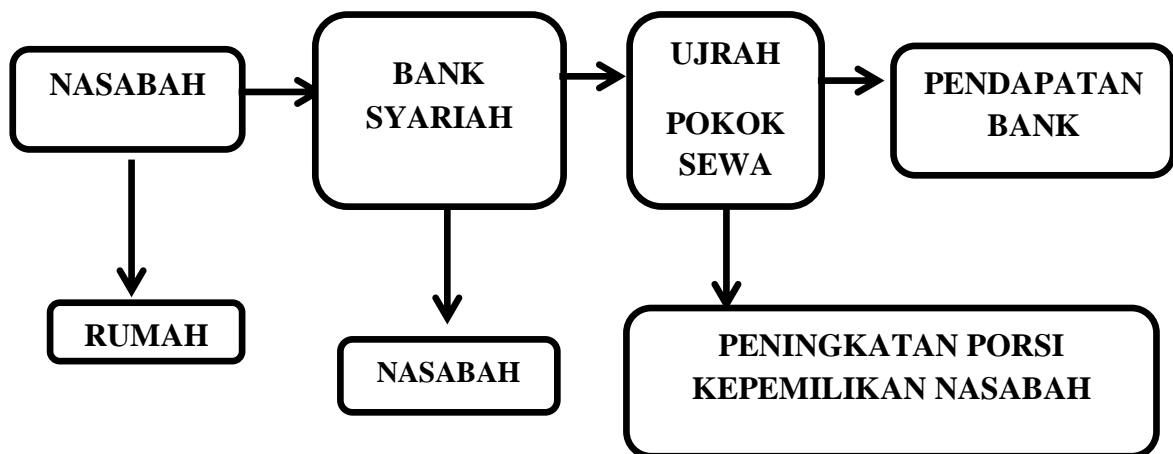 NASABAH
BANK
SYARIAH
UJRAH
POKOK
SEWA
PENDAPATAN
BANK
RUMAH
NASABAH
PENINGKATAN PORSI
KEPEMILIKAN NASABAH